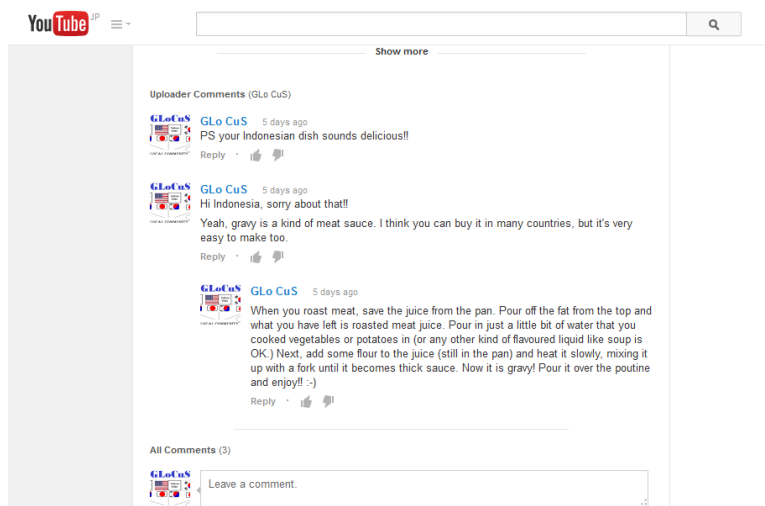 YouTube JP
Show more
Uploader Comments (GLo CuS)
GLo CuS 5 days ago
PS your Indonesian dish sounds delicious!!
Reply ·
GLo CuS 5 days ago
Hi Indonesia, sorry about that!!
Yeah, gravy is a kind of meat sauce. I think you can buy it in many countries, but it's very
easy to make too.
Reply ·
GLo CuS 5 days ago
When you roast meat, save the juice from the pan. Pour off the fat from the top and
what you have left is roasted meat juice. Pour in just a little bit of water that you
cooked vegetables or potatoes in (or any other kind of flavoured liquid like soup is
OK.) Next, add some flour to the juice (still in the pan) and heat it slowly, mixing it
up with a fork until it becomes thick sauce. Now it is gravy! Pour it over the poutine
and enjoy!! :-)
Reply ·
All Comments (3)
GLoCuS
Leave a comment.